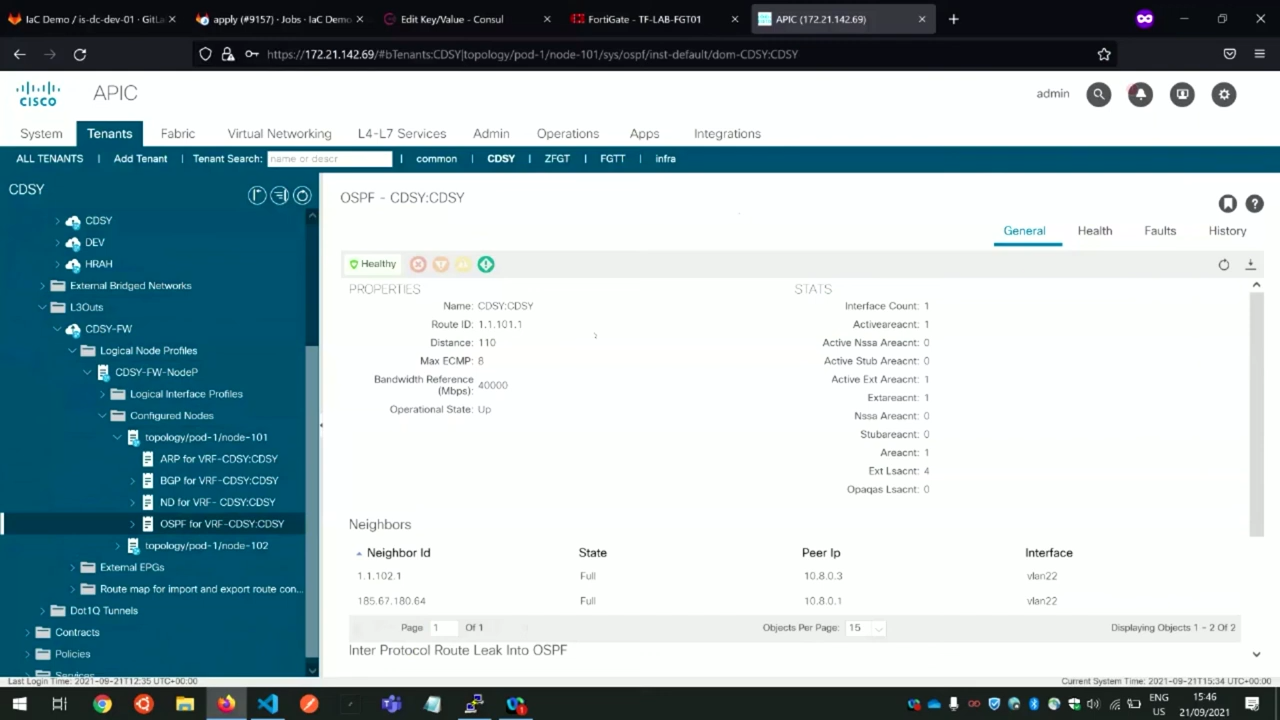 IaC Demo / is-dc-dev-01 · GitLa
apply (#9157) · Jobs · IaC Demo
Edit Key/Value - Consul
FortiGate - TF-LAB-FGT01
APIC (172.21.142.69)
https://172.21.142.69/#bTenants:CDSY|topology/pod-1/node-101/sys/ospf/inst-default/dom-CDSY:CDSY
CISCO
APIC
admin
System
Tenants
Fabric
Virtual Networking
L4-L7 Services
Admin
Operations
Apps
Integrations
ALL TENANTS | Add Tenant | Tenant Search: name or descr | common | CDSY | ZFGT | FGTT | infra
CDSY
CDSY
DEV
HRAH
External Bridged Networks
L3Outs
CDSY-FW
Logical Node Profiles
CDSY-FW-NodeP
Logical Interface Profiles
Configured Nodes
topology/pod-1/node-101
ARP for VRF-CDSY:CDSY
BGP for VRF-CDSY:CDSY
ND for VRF- CDSY:CDSY
OSPF for VRF-CDSY:CDSY
topology/pod-1/node-102
External EPGs
Route map for import and export route con...
Dot1Q Tunnels
Contracts
Policies
Services
OSPF - CDSY:CDSY
General
Health
Faults
History
Healthy
PROPERTIES
Name: CDSY:CDSY
Route ID: 1.1.101.1
Distance: 110
Max ECMP: 8
Bandwidth Reference
(Mbps): 40000
Operational State: Up
STATS
Interface Count: 1
Activeareacnt: 1
Active Nssa Areacnt: 0
Active Stub Areacnt: 0
Active Ext Areacnt: 1
Extareacnt: 1
Nssa Areacnt: 0
Stubareacnt: 0
Areacnt: 1
Ext Lsacnt: 4
Opaqas Lsacnt: 0
Neighbors
Neighbor Id State Peer Ip Interface
1.1.102.1 Full 10.8.0.3 vlan22
185.67.180.64 Full 10.8.0.1 vlan22
Page 1 Of 1
Objects Per Page: 15
Displaying Objects 1 - 2 Of 2
Inter Protocol Route Leak Into OSPF
Last Login Time: 2021-09-21T12:35 UTC+00:00
Current System Time: 2021-09-21T15:34 UTC+00:00
ENG
US
15:46
21/09/2021